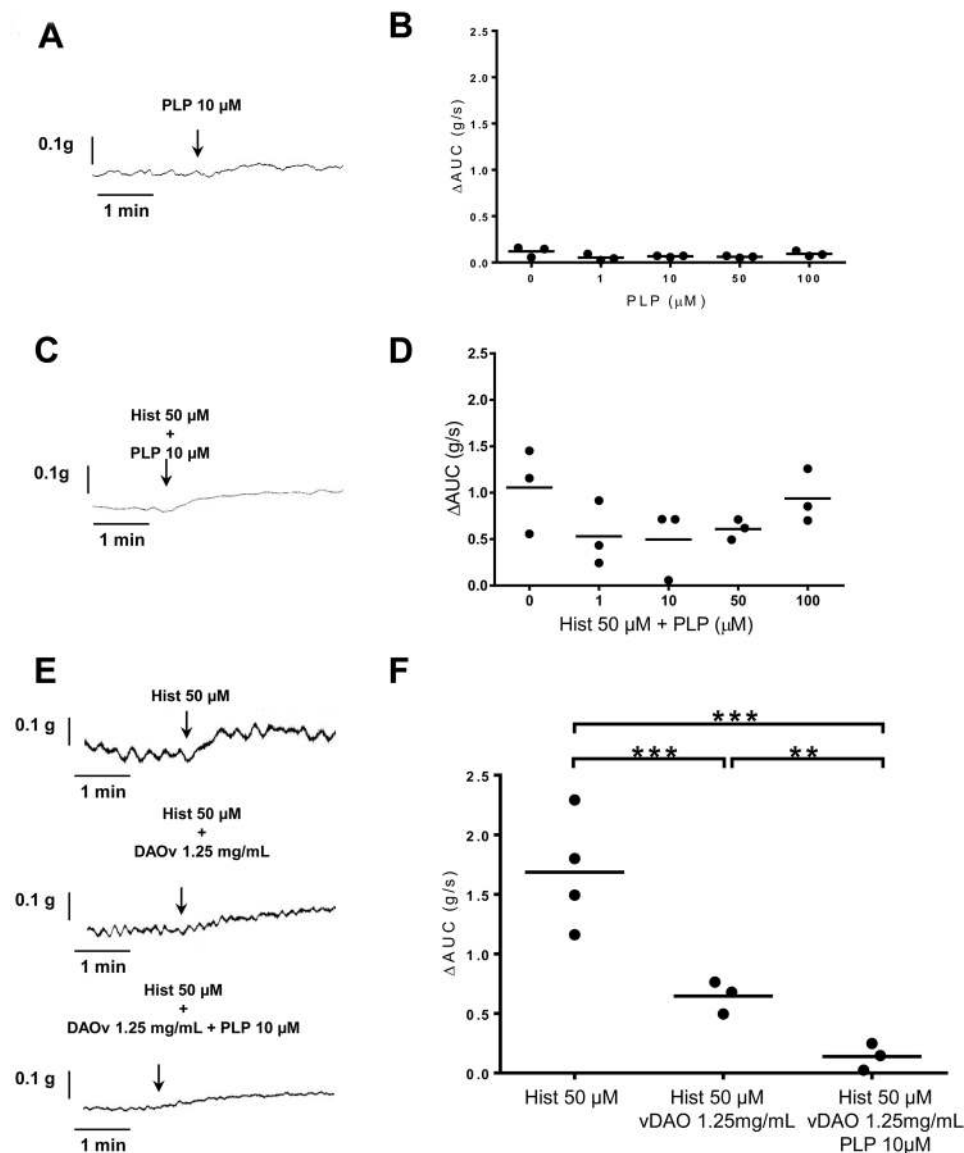 A
PLP 10 µM
0.1g
1 min
B
ΔAUC (g/s)
2.5
2.0
1.5
1.0
0.5
0.0
0 1 10 50 100
PLP (µM)
C
Hist 50 µM
+
PLP 10 µM
0.1g
1 min
D
ΔAUC (g/s)
2.5
2.0
1.5
1.0
0.5
0.0
0 1 10 50 100
Hist 50 µM + PLP (µM)
E
Hist 50 µM
0.1 g
1 min
Hist 50 µM
+
DAOv 1.25 mg/mL
0.1 g
1 min
Hist 50 µM
+
DAOv 1.25 mg/mL + PLP 10 µM
0.1 g
1 min
F
***
*** **
ΔAUC (g/s)
2.5
2.0
1.5
1.0
0.5
0.0
Hist 50 µM Hist 50 µM Hist 50 µM
vDAO 1.25mg/mL vDAO 1.25mg/mL
PLP 10µM